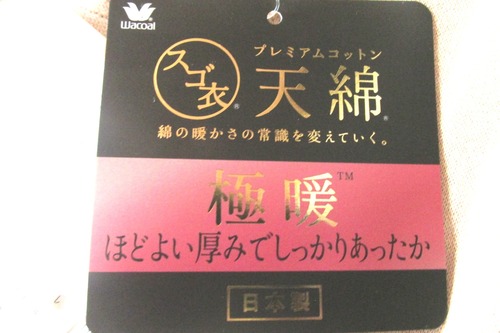 Wacoal
スゴ衣®
プレミアムコットン
天綿®
綿の暖かさの常識を変えていく。
極暖™
ほどよい厚みでしっかりあったか
日本製